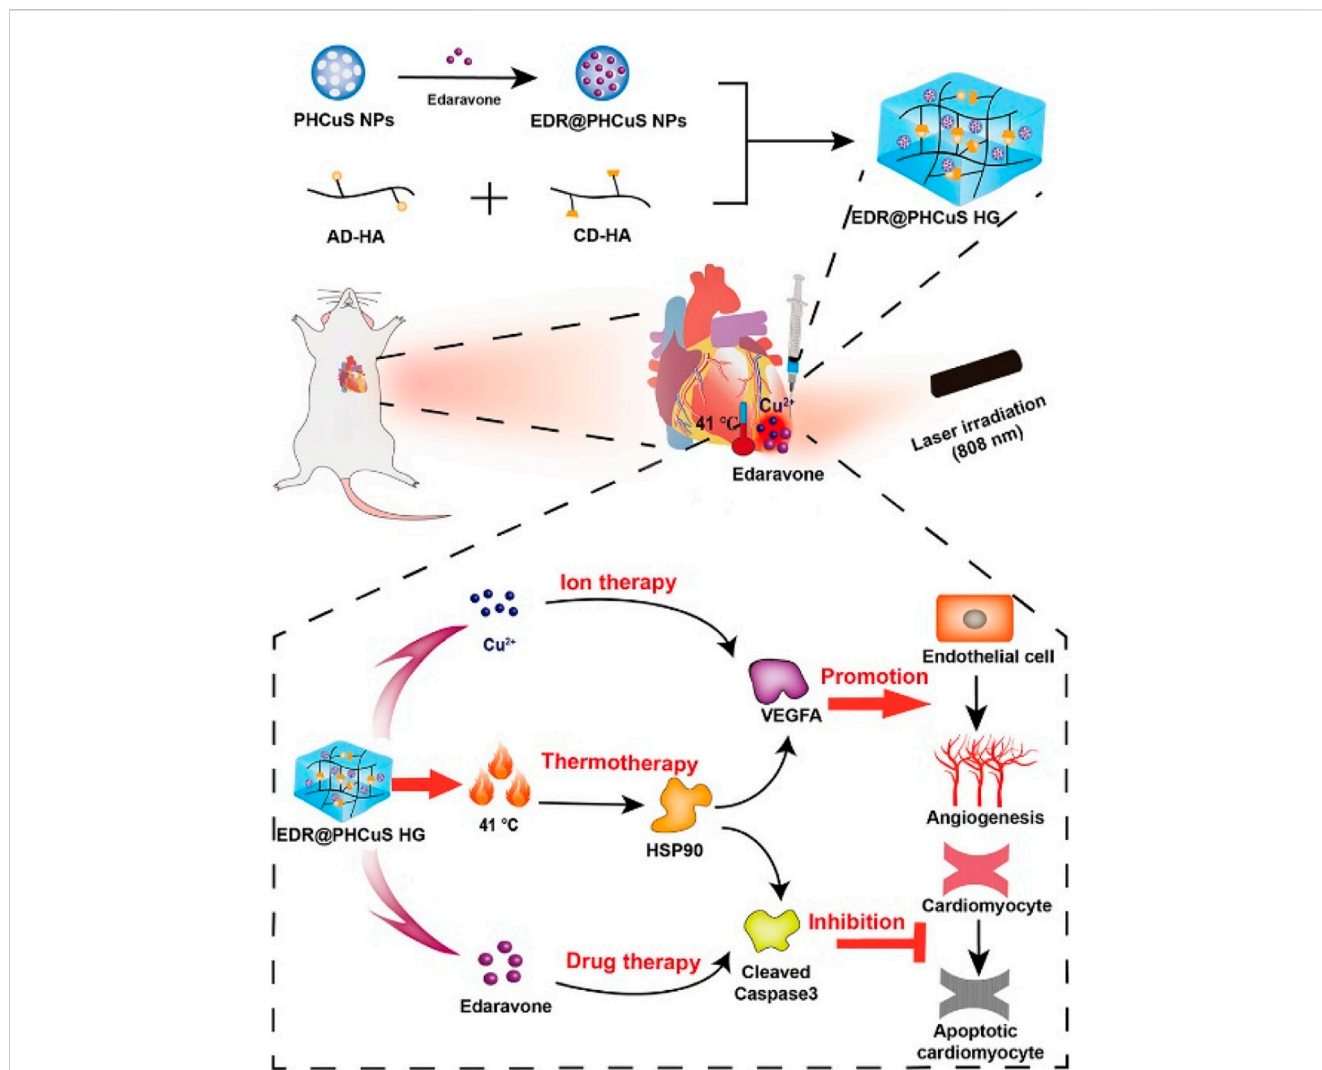 Edaravone
PHCuS NPs
EDR@PHCuS NPs
AD-HA
CD-HA
EDR@PHCuS HG
Cu²⁺
41 °C
Edaravone
Laser irradiation
(808 nm)
Ion therapy
Cu²⁺
Endothelial cell
Promotion
VEGFA
Thermotherapy
Angiogenesis
EDR@PHCuS HG
41 °C
HSP90
Cardiomyocyte
Inhibition
Drug therapy
Cleaved
Caspase3
Edaravone
Apoptotic
cardiomyocyte